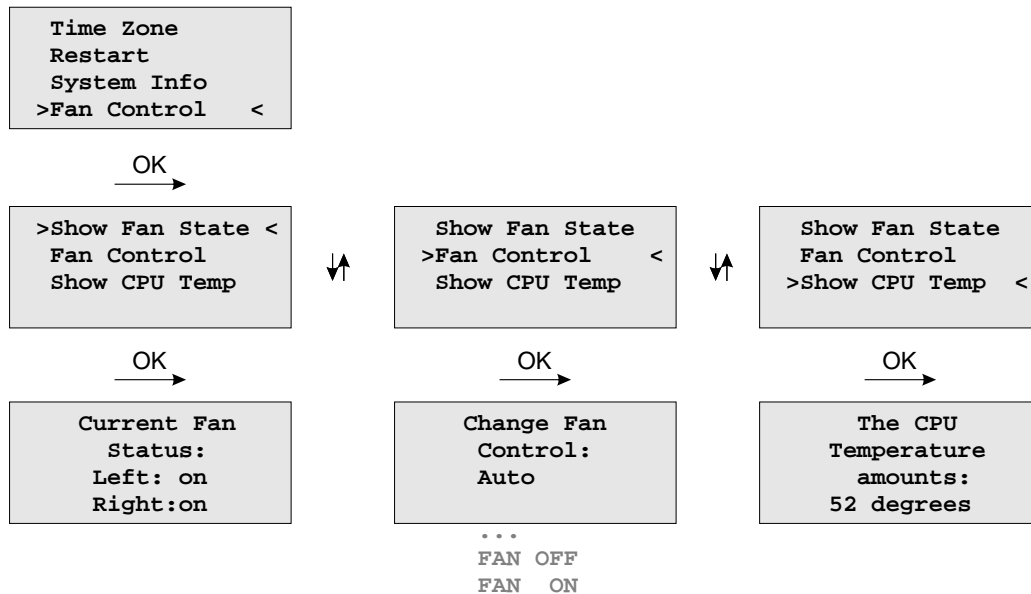 Time Zone
Restart
System Info
>Fan Control <
OK
>Show Fan State <
Fan Control
Show CPU Temp
Show Fan State
>Fan Control <
Show CPU Temp
Show Fan State
Fan Control
>Show CPU Temp <
OK
OK
OK
Current Fan
Status:
Left: on
Right:on
Change Fan
Control:
Auto
...
FAN OFF
FAN ON
The CPU
Temperature
amounts:
52 degrees